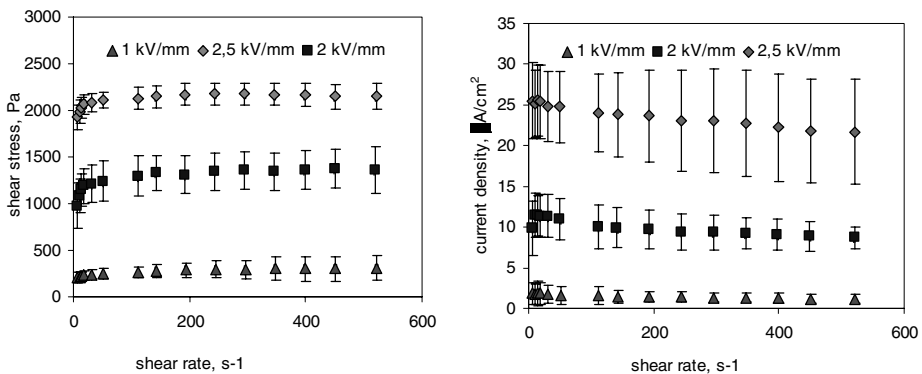 3000
2500
2000
1500
1000
500
0
shear stress, Pa
1 kV/mm 2,5 kV/mm 2 kV/mm
0 200 400 600
shear rate, s-1
35
30
25
20
15
10
5
0
current density, A/cm2
1 kV/mm 2 kV/mm 2,5 kV/mm
0 200 400 600
shear rate, s-1